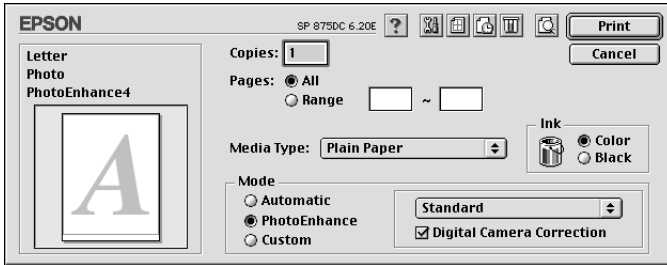 EPSON
SP 875DC 6.20E ?
Print
Cancel
Letter
Photo
PhotoEnhance4
A
Copies: 1
Pages: All
Range ~
Media Type: Plain Paper
Ink
Color
Black
Mode
Automatic
PhotoEnhance
Custom
Standard
Digital Camera Correction